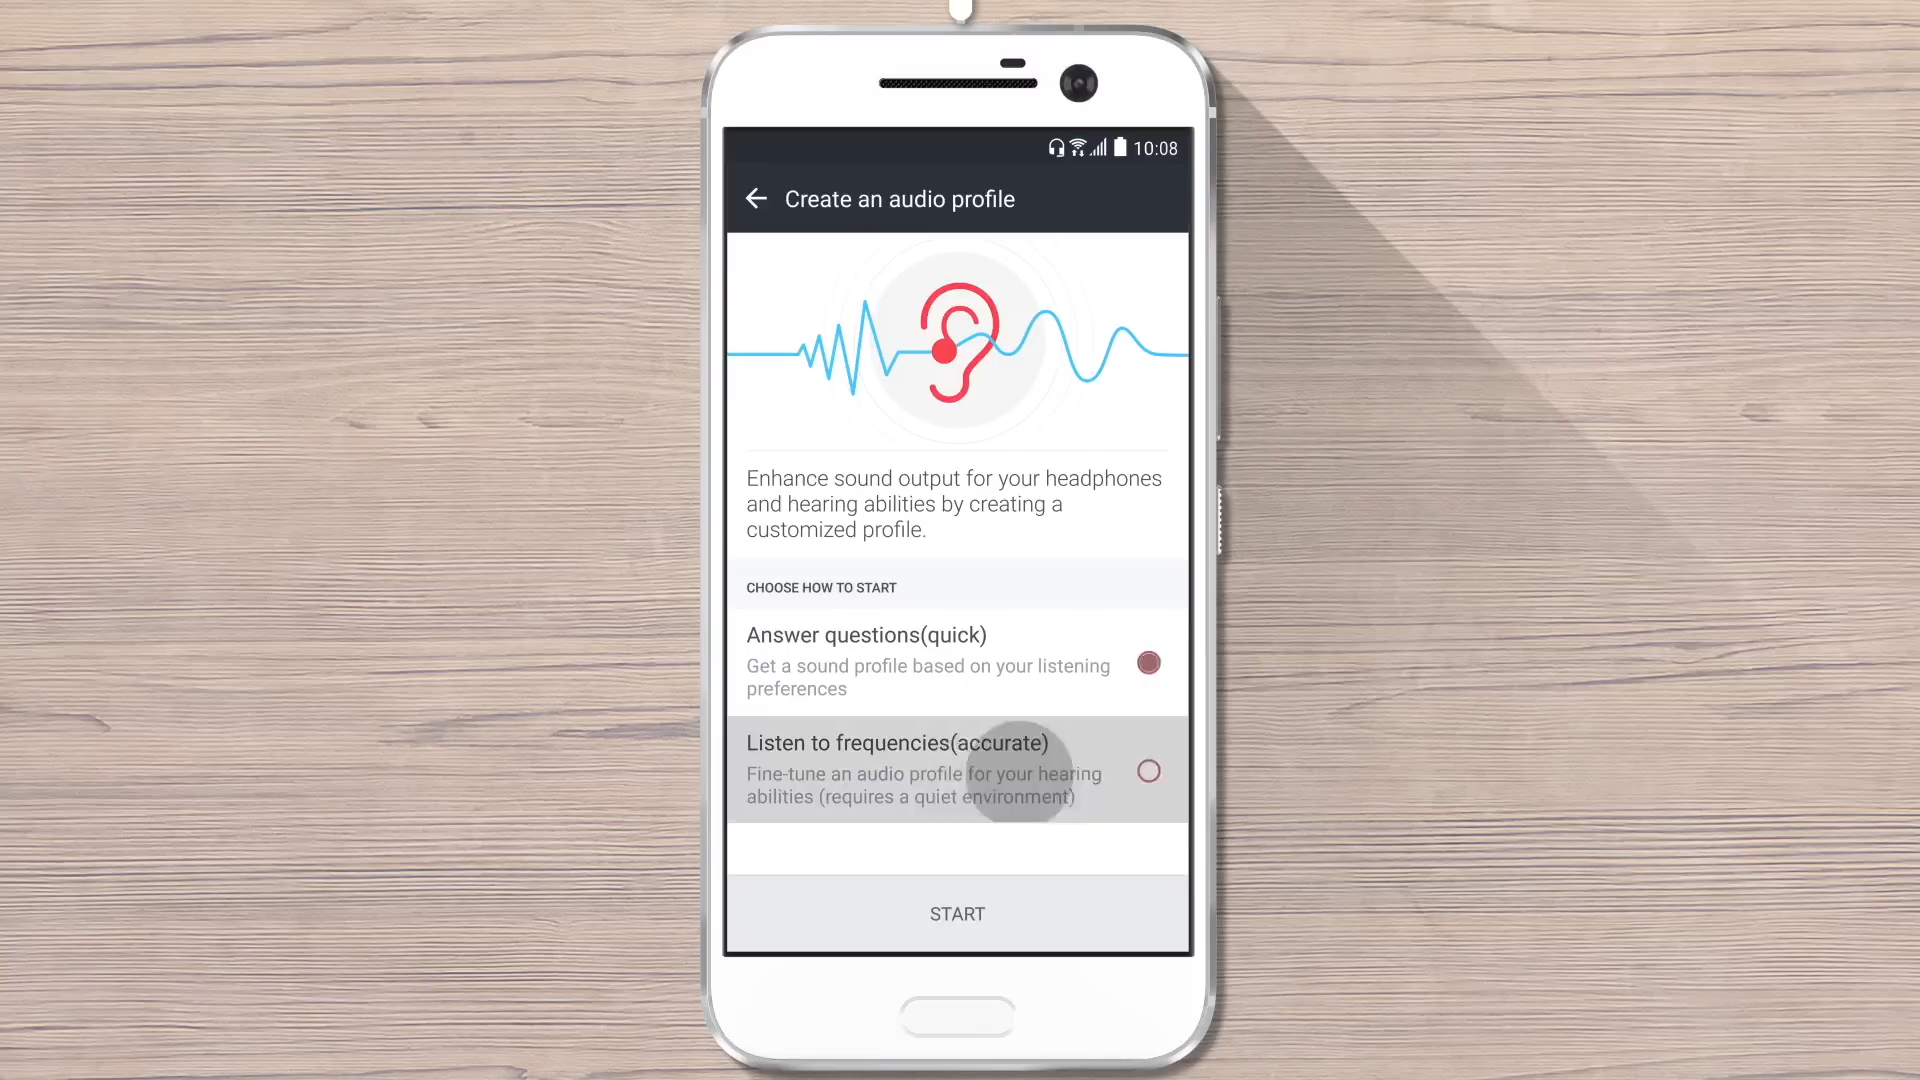 10:08
Create an audio profile
Enhance sound output for your headphones
and hearing abilities by creating a
customized profile.
CHOOSE HOW TO START
Answer questions(quick)
Get a sound profile based on your listening
preferences
Listen to frequencies(accurate)
Fine-tune an audio profile for your hearing
abilities (requires a quiet environment)
START